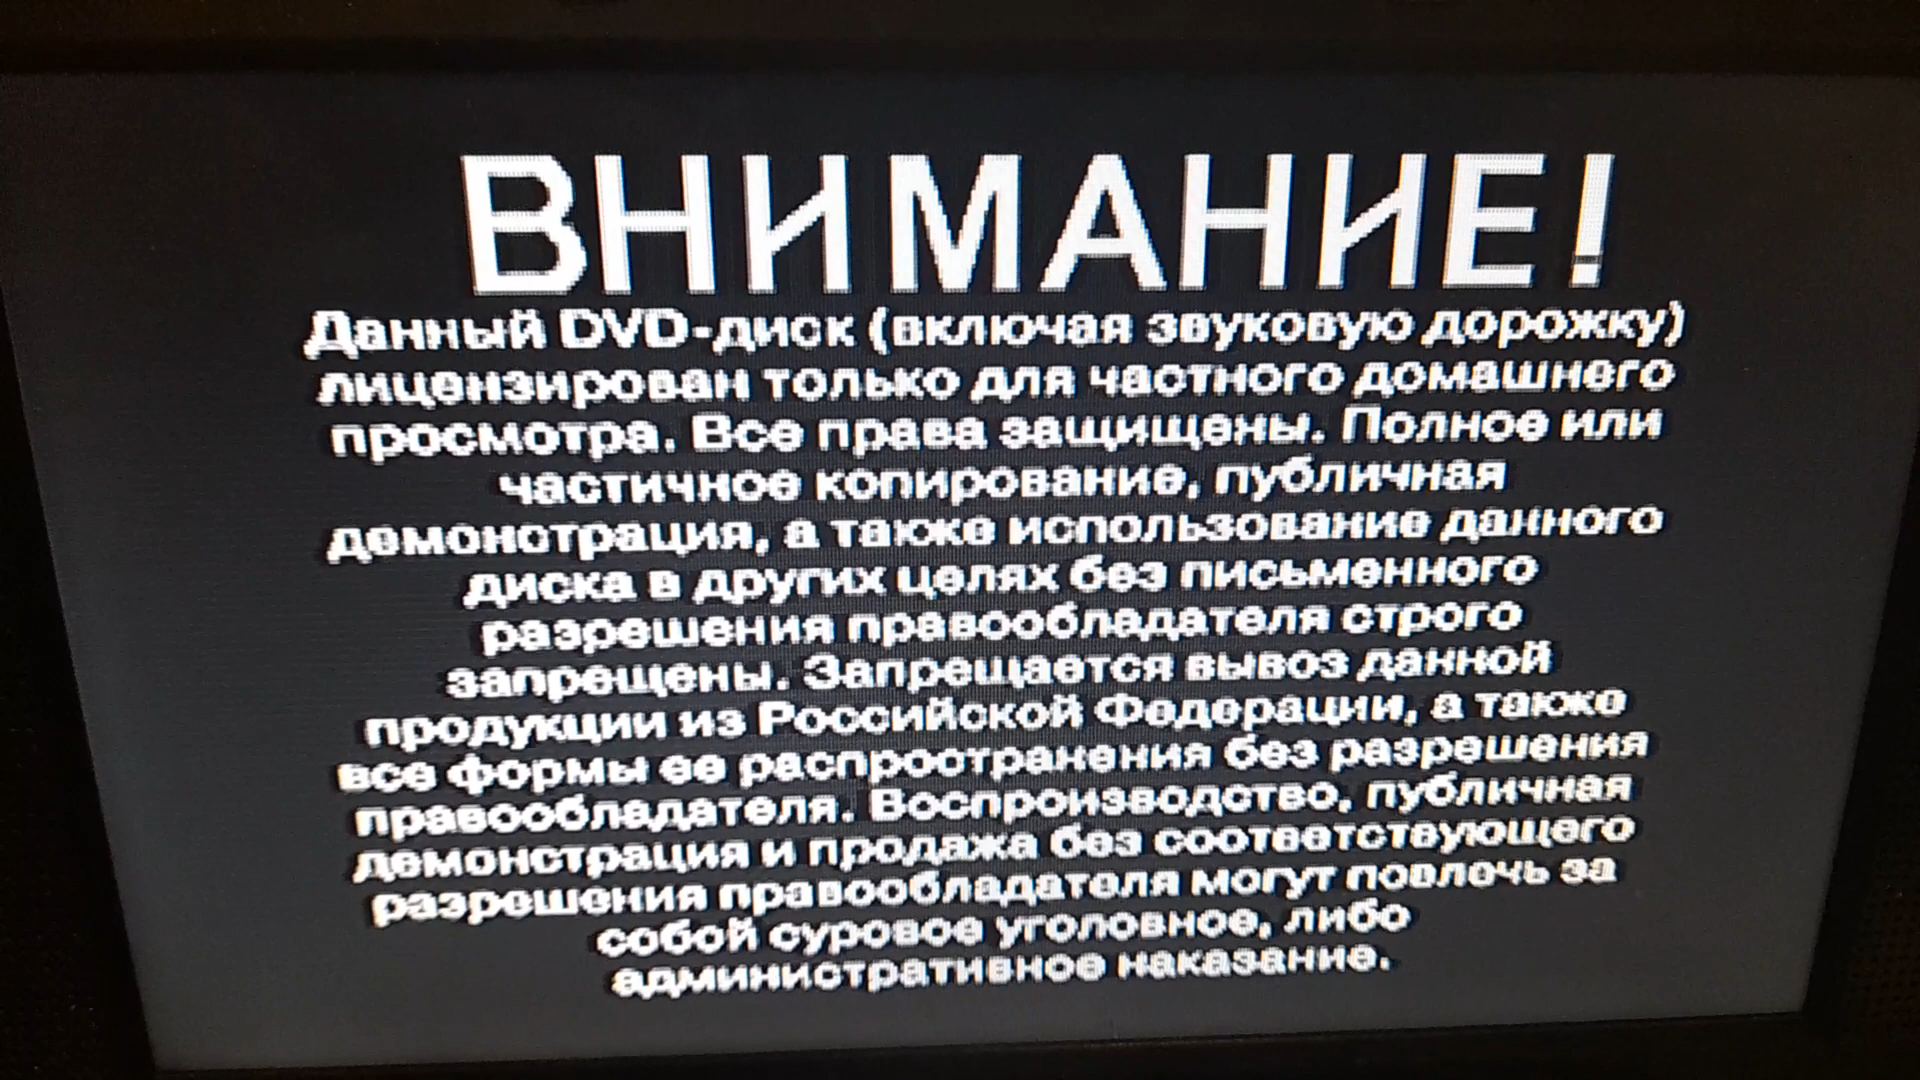 ВНИМАНИЕ!
Данный DVD-диск (включая звуковую дорожку)
лицензирован только для частного домашнего
просмотра. Все права защищены. Полное или
частичное копирование, публичная
демонстрация, а также использование данного
диска в других целях без письменного
разрешения правообладателя строго
запрещены. Запрещается вывоз данной
продукции из Российской Федерации, а также
все формы ее распространения без разрешения
правообладателя. Воспроизводство, публичная
демонстрация и продажа без соответствующего
разрешения правообладателя могут повлечь за
собой суровое уголовное, либо
административное наказание.